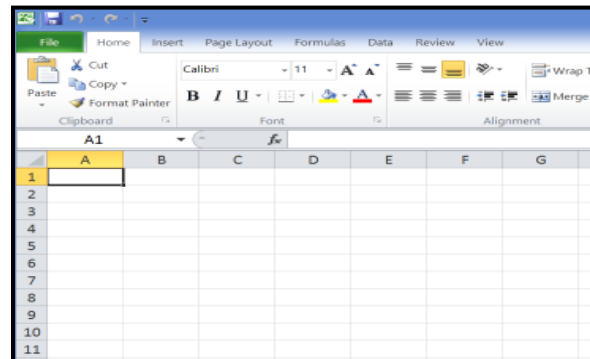 File Home Insert Page Layout Formulas Data Review View
Cut
Calibri 11 A A Wrap T
Copy
Paste
Format Painter
B I U A Merge
Clipboard Font Alignment
A1 fx
A B C D E F G
1
2
3
4
5
6
7
8
9
10
11